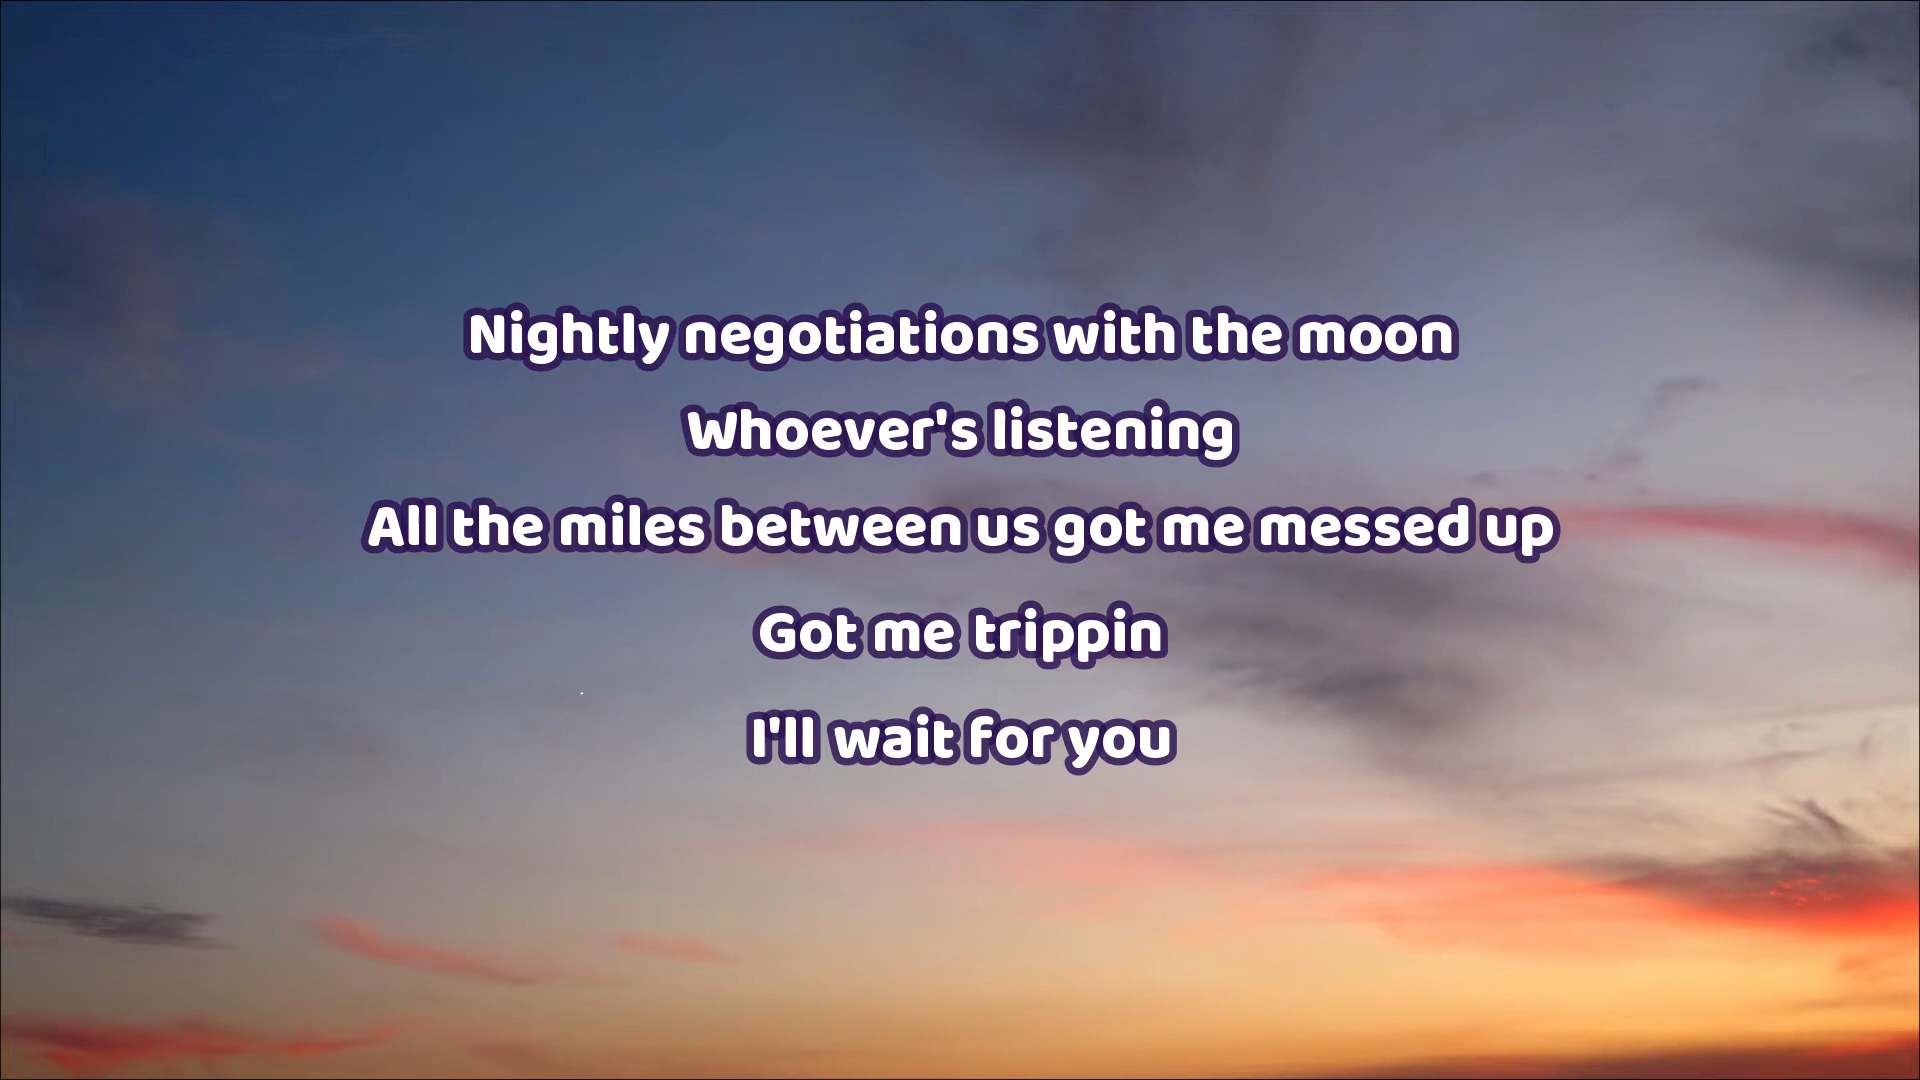 Nightly negotiations with the moon
Whoever's listening
All the miles between us got me messed up
Got me trippin
I'll wait for you